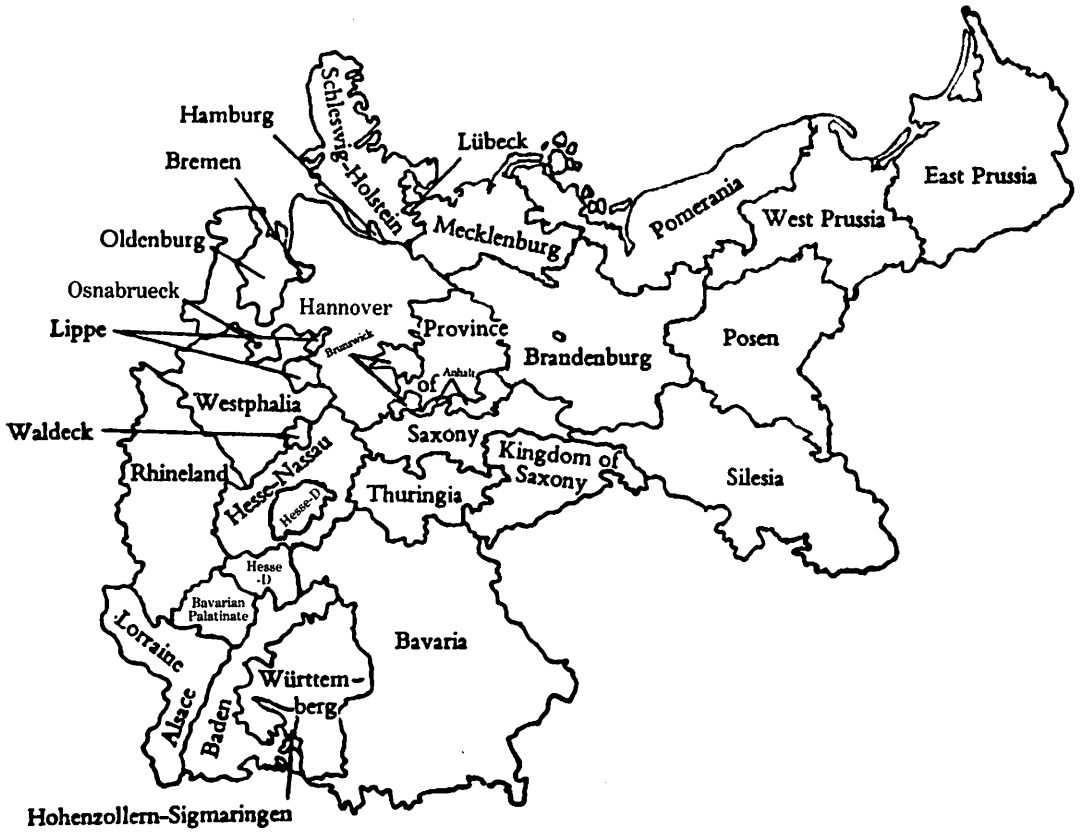 Schleswig-Holstein
Hamburg
Lübeck
Bremen
East Prussia
Pomerania
West Prussia
Mecklenburg
Oldenburg
Osnabrueck
Hannover
Lippe
Brunswick
Province
of
Saxony
Anhalt
Brandenburg
Posen
Westphalia
Waldeck
Rhineland
Hesse-Nassau
Hesse-D
Kingdom of
Saxony
Thuringia
Silesia
Hesse
-D
Bavarian
Palatinate
Lorraine
Alsace
Baden
Württem-
berg
Bavaria
Hohenzollern-Sigmaringen